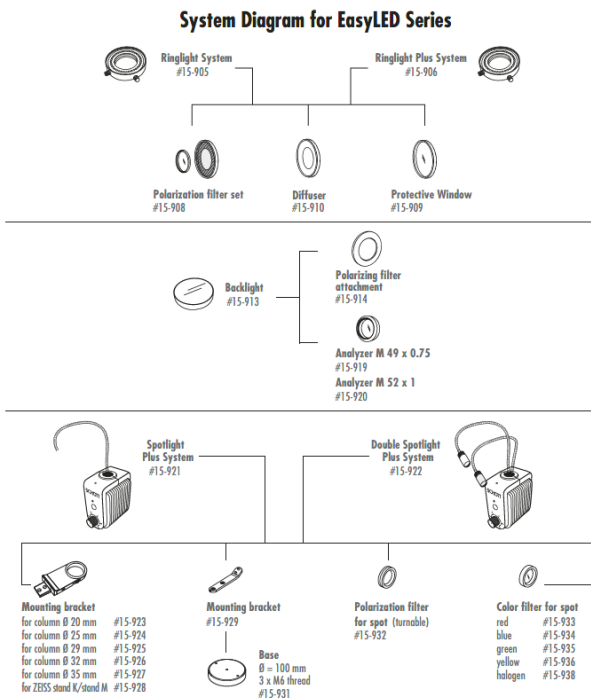 System Diagram for EasyLED Series
Ringlight System
#15-905
Ringlight Plus System
#15-906
Polarization filter set
#15-908
Diffuser
#15-910
Protective Window
#15-909
Backlight
#15-913
Polarizing filter
attachment
#15-914
Analyzer M 49 x 0.75
#15-919
Analyzer M 52 x 1
#15-920
Spotlight
Plus System
#15-921
Double Spotlight
Plus System
#15-922
SCHOTT
SCHOTT
Mounting bracket
for column Ø 20 mm #15-923
for column Ø 25 mm #15-924
for column Ø 29 mm #15-925
for column Ø 32 mm #15-926
for column Ø 35 mm #15-927
for ZEISS stand K/stand M #15-928
Mounting bracket
#15-929
Base
Ø = 100 mm
3 x M6 thread
#15-931
Polarization filter
for spot (turnable)
#15-932
Color filter for spot
red #15-933
blue #15-934
green #15-935
yellow #15-936
halogen #15-938